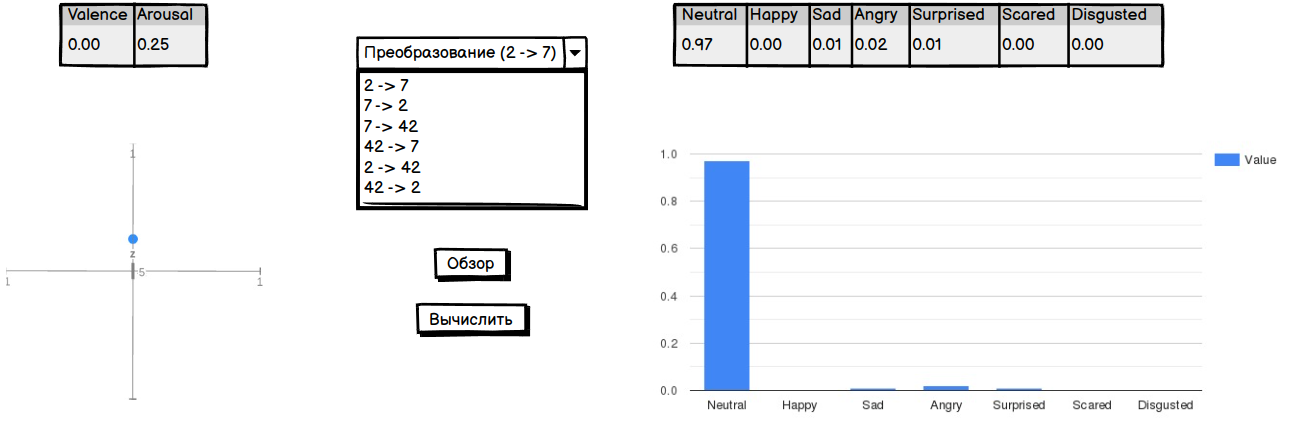 Valence Arousal
0.00 0.25
Преобразование (2 -> 7)
2 -> 7
7 -> 2
7 -> 42
42 -> 7
2 -> 42
42 -> 2
Обзор
Вычислить
1
z
5
1
1
Neutral Happy Sad Angry Surprised Scared Disgusted
0.97 0.00 0.01 0.02 0.01 0.00 0.00
1.0
0.8
0.6
0.4
0.2
0.0
Neutral Happy Sad Angry Surprised Scared Disgusted
Value